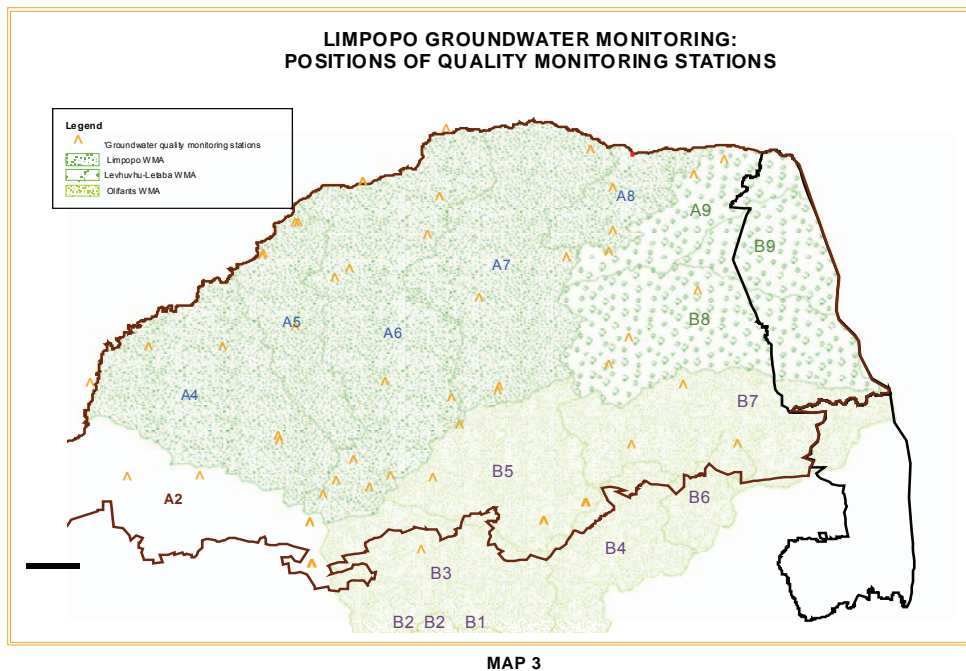 LIMPOPO GROUNDWATER MONITORING:
POSITIONS OF QUALITY MONITORING STATIONS
Legend
'Groundwater quality monitoring stations
Limpopo WMA
Levhuvhu-Letaba WMA
Olifants WMA
A8
A9
B9
A7
A5
A6
B8
A4
B7
B5
A2
B6
B4
B3
B2 B2 B1
MAP 3